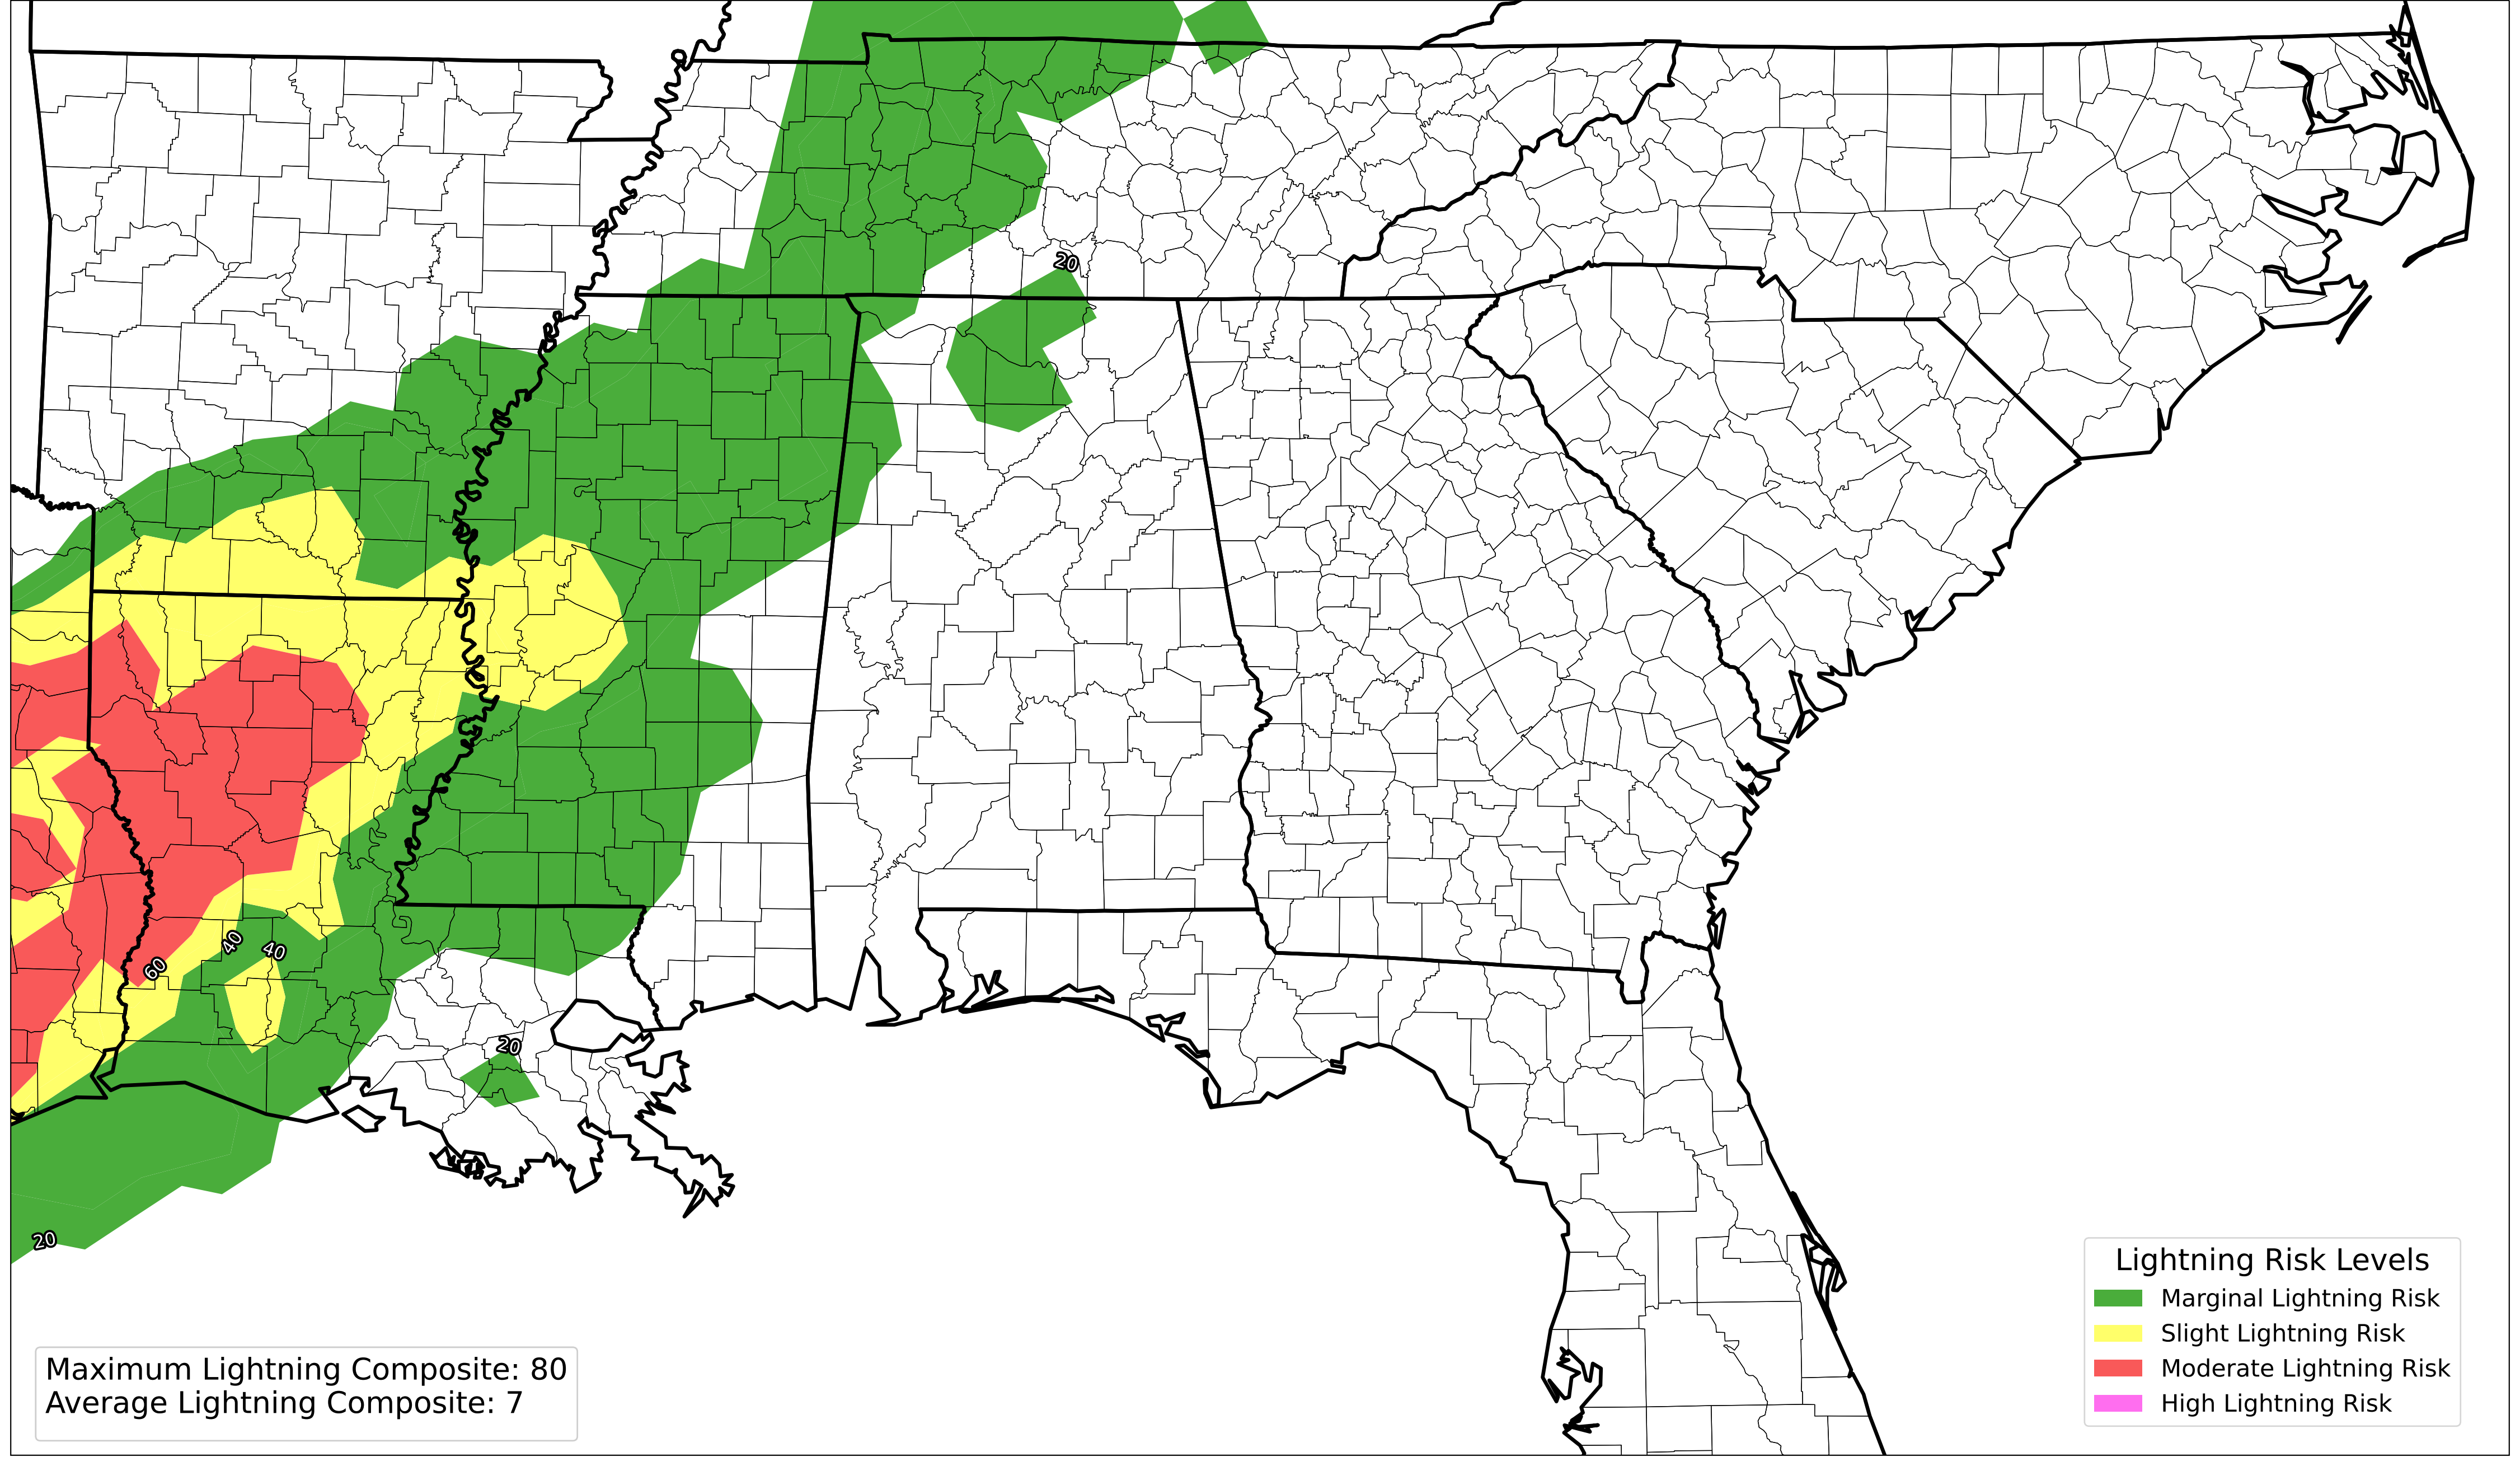 20
40
40
60
20
20
Lightning Risk Levels
Marginal Lightning Risk
Slight Lightning Risk
Moderate Lightning Risk
High Lightning Risk
Maximum Lightning Composite: 80
Average Lightning Composite: 7